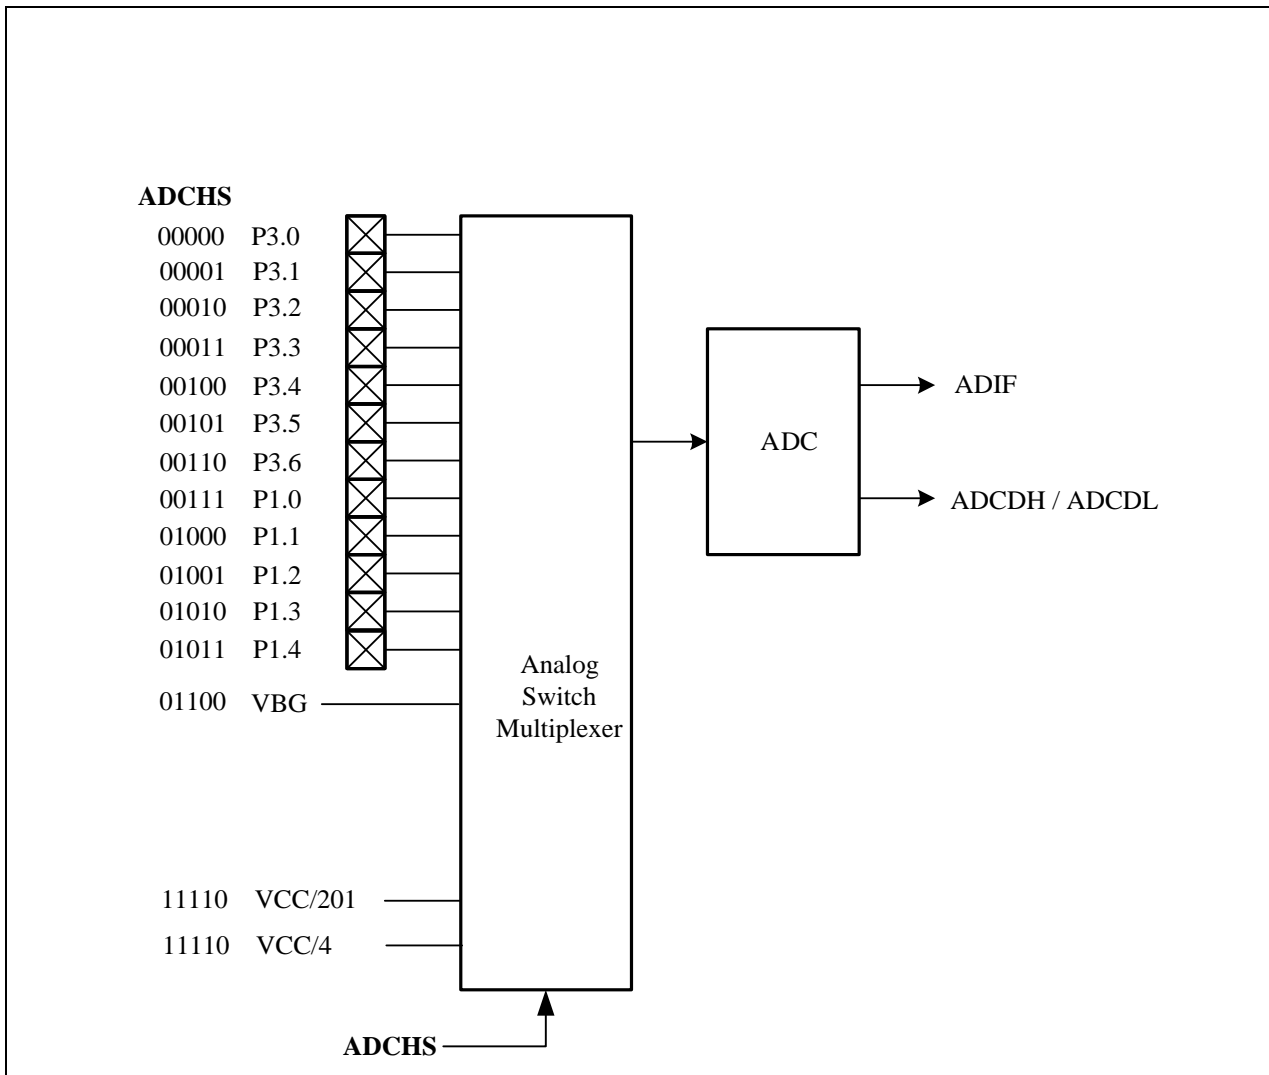 ADCHS
00000 P3.0
00001 P3.1
00010 P3.2
00011 P3.3
00100 P3.4
00101 P3.5
00110 P3.6
00111 P1.0
01000 P1.1
01001 P1.2
01010 P1.3
01011 P1.4
01100 VBG
11110 VCC/201
11110 VCC/4
ADCHS
Analog
Switch
Multiplexer
ADC
ADIF
ADCDH / ADCDL